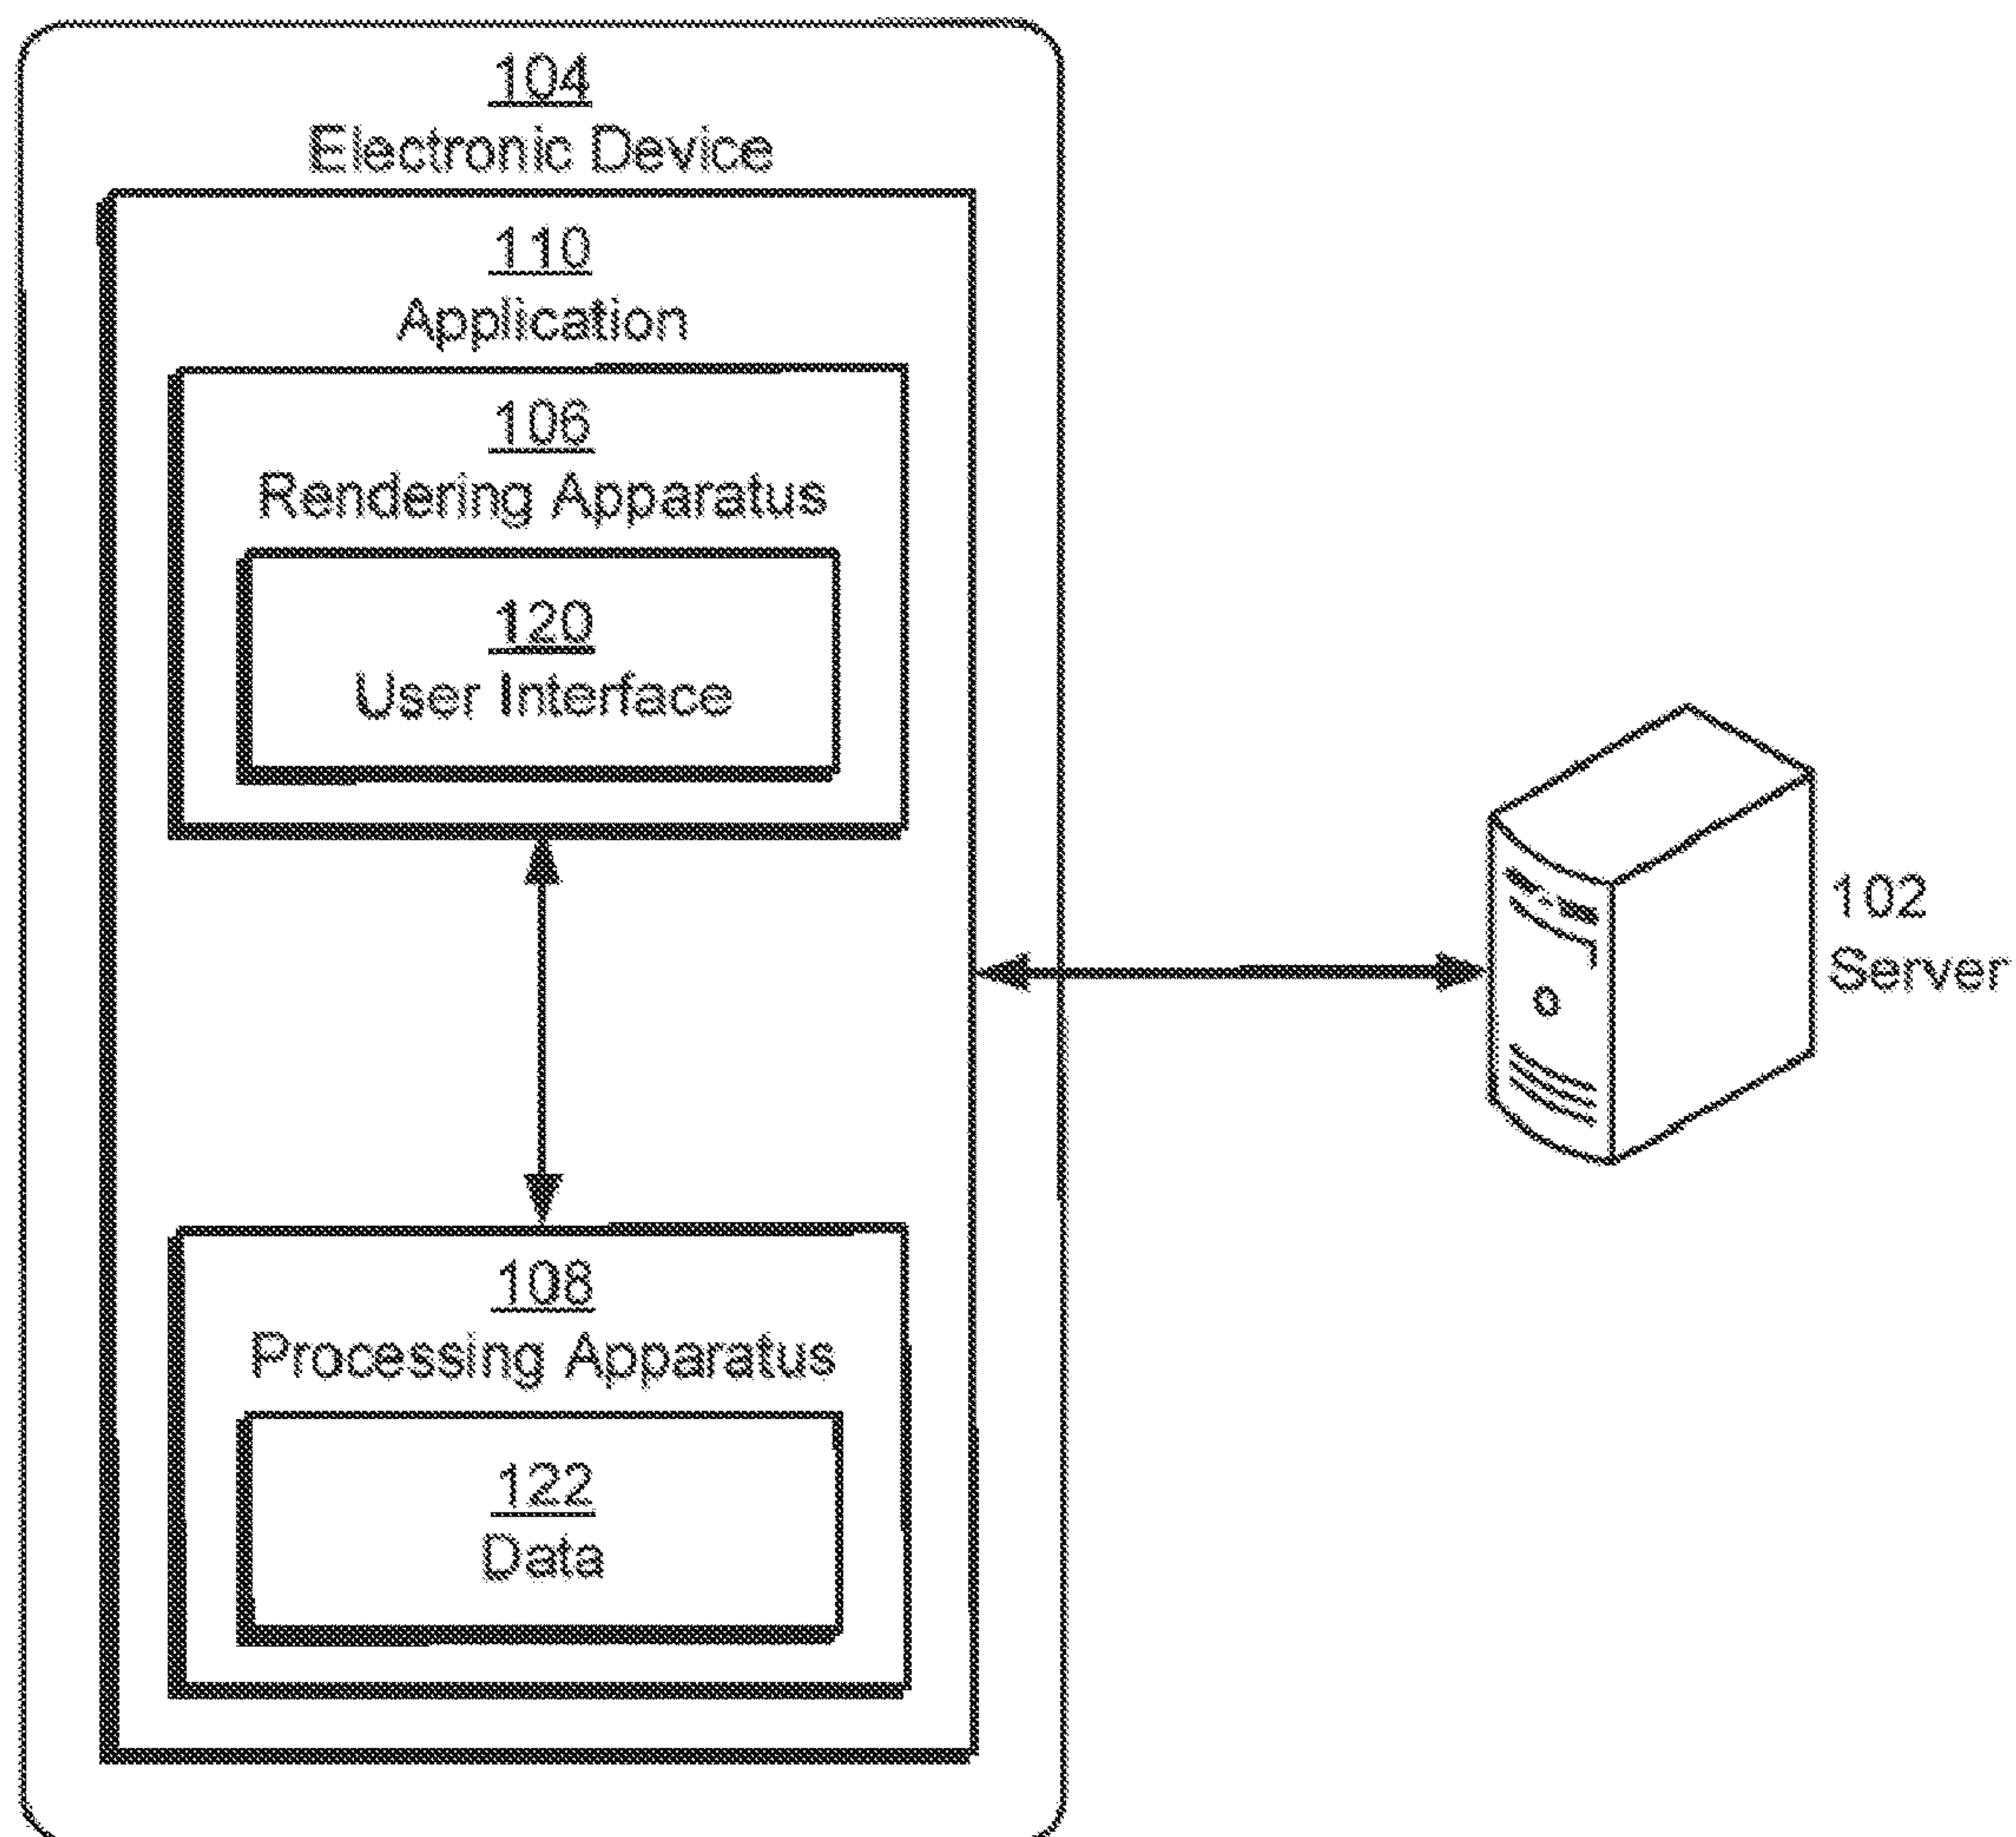 104
Electronic Device
110
Application
106
Rendering Apparatus
120
User Interface
102
Server
108
Processing Apparatus
122
Data